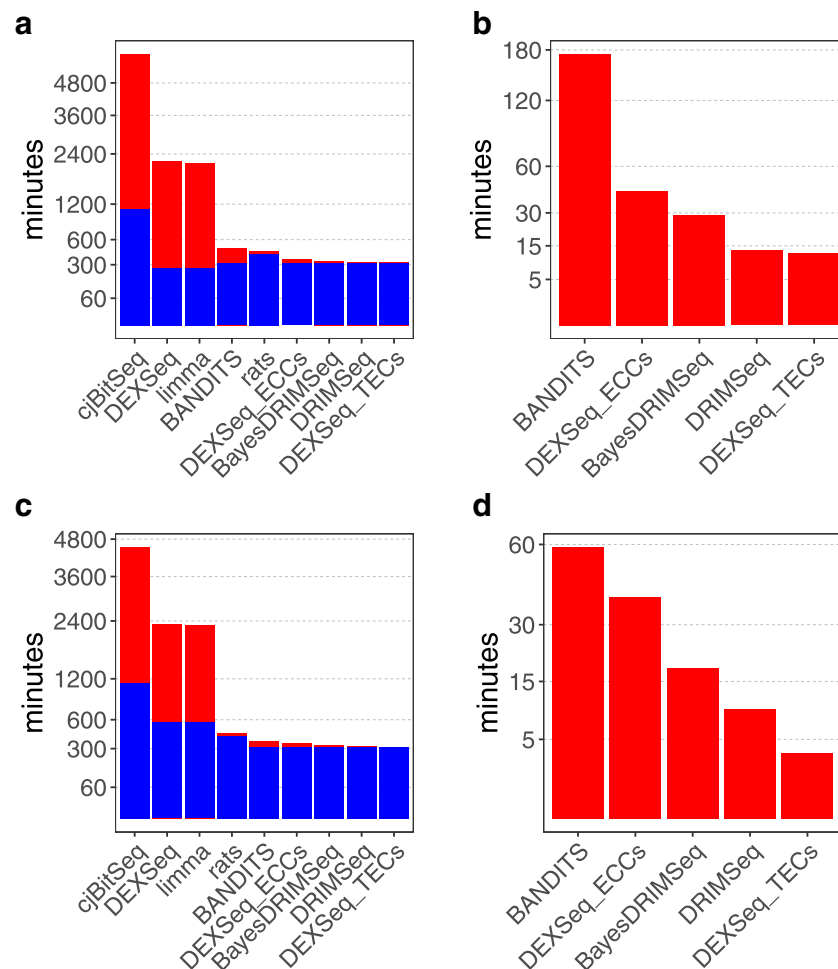 a
minutes
4800
3600
2400
1200
600
300
60
cjBitSeq
DEXSeq
limma
BANDITS
rats
DEXSeq_ECCs
BayesDRIMSeq
DRIMSeq
DEXSeq_TECs
b
minutes
180
120
60
30
15
5
BANDITS
DEXSeq_ECCs
BayesDRIMSeq
DRIMSeq
DEXSeq_TECs
c
minutes
4800
3600
2400
1200
600
300
60
cjBitSeq
DEXSeq
limma
rats
BANDITS
DEXSeq_ECCs
BayesDRIMSeq
DRIMSeq
DEXSeq_TECs
d
minutes
60
30
15
5
BANDITS
DEXSeq_ECCs
BayesDRIMSeq
DRIMSeq
DEXSeq_TECs